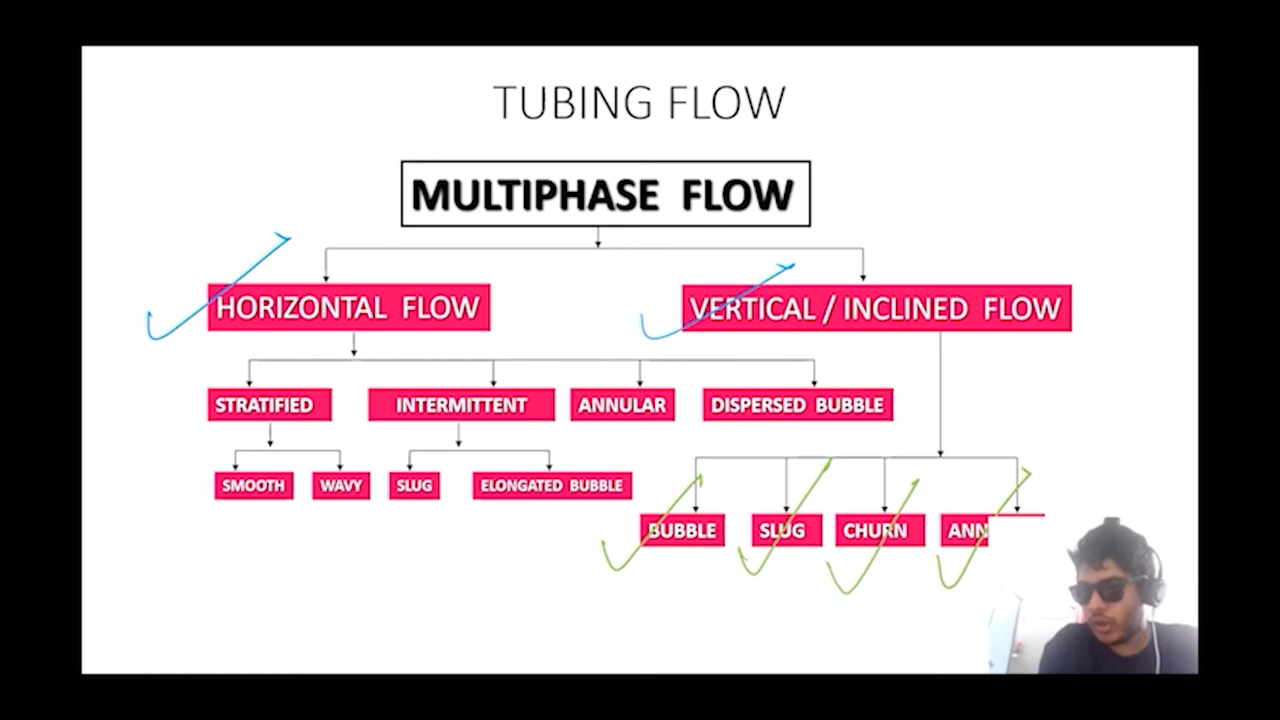 TUBING FLOW
MULTIPHASE FLOW
HORIZONTAL FLOW
VERTICAL / INCLINED FLOW
STRATIFIED
INTERMITTENT
ANNULAR
DISPERSED BUBBLE
SMOOTH
WAVY
SLUG
ELONGATED BUBBLE
BUBBLE
SLUG
CHURN
ANN